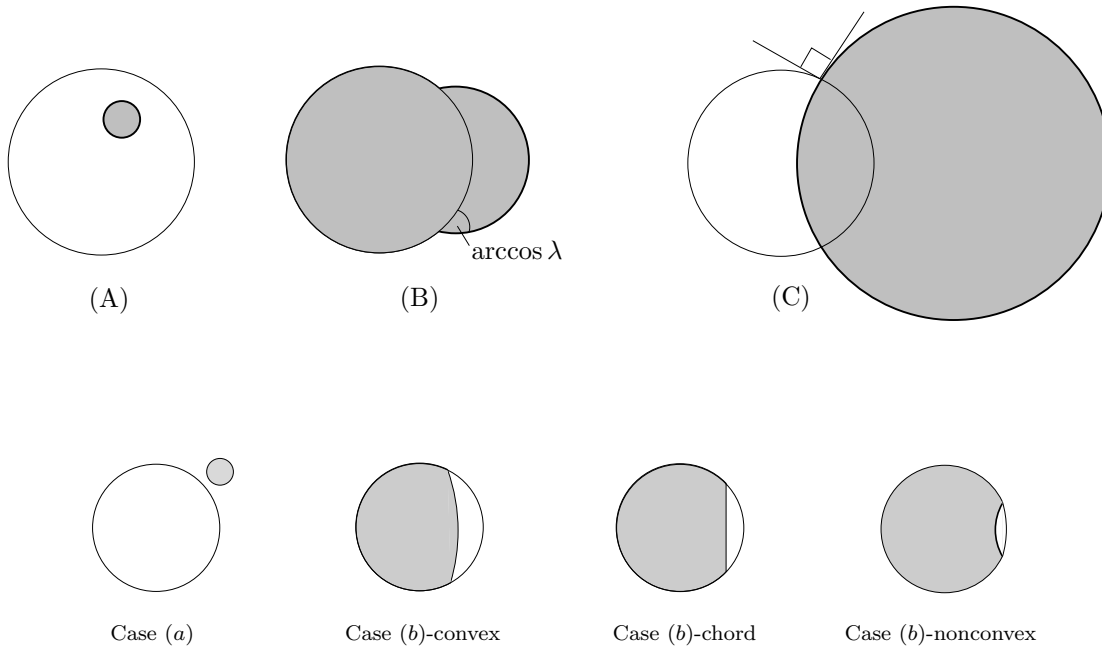 arccos λ
(A)
(B)
(C)
Case (a)
Case (b)-convex
Case (b)-chord
Case (b)-nonconvex